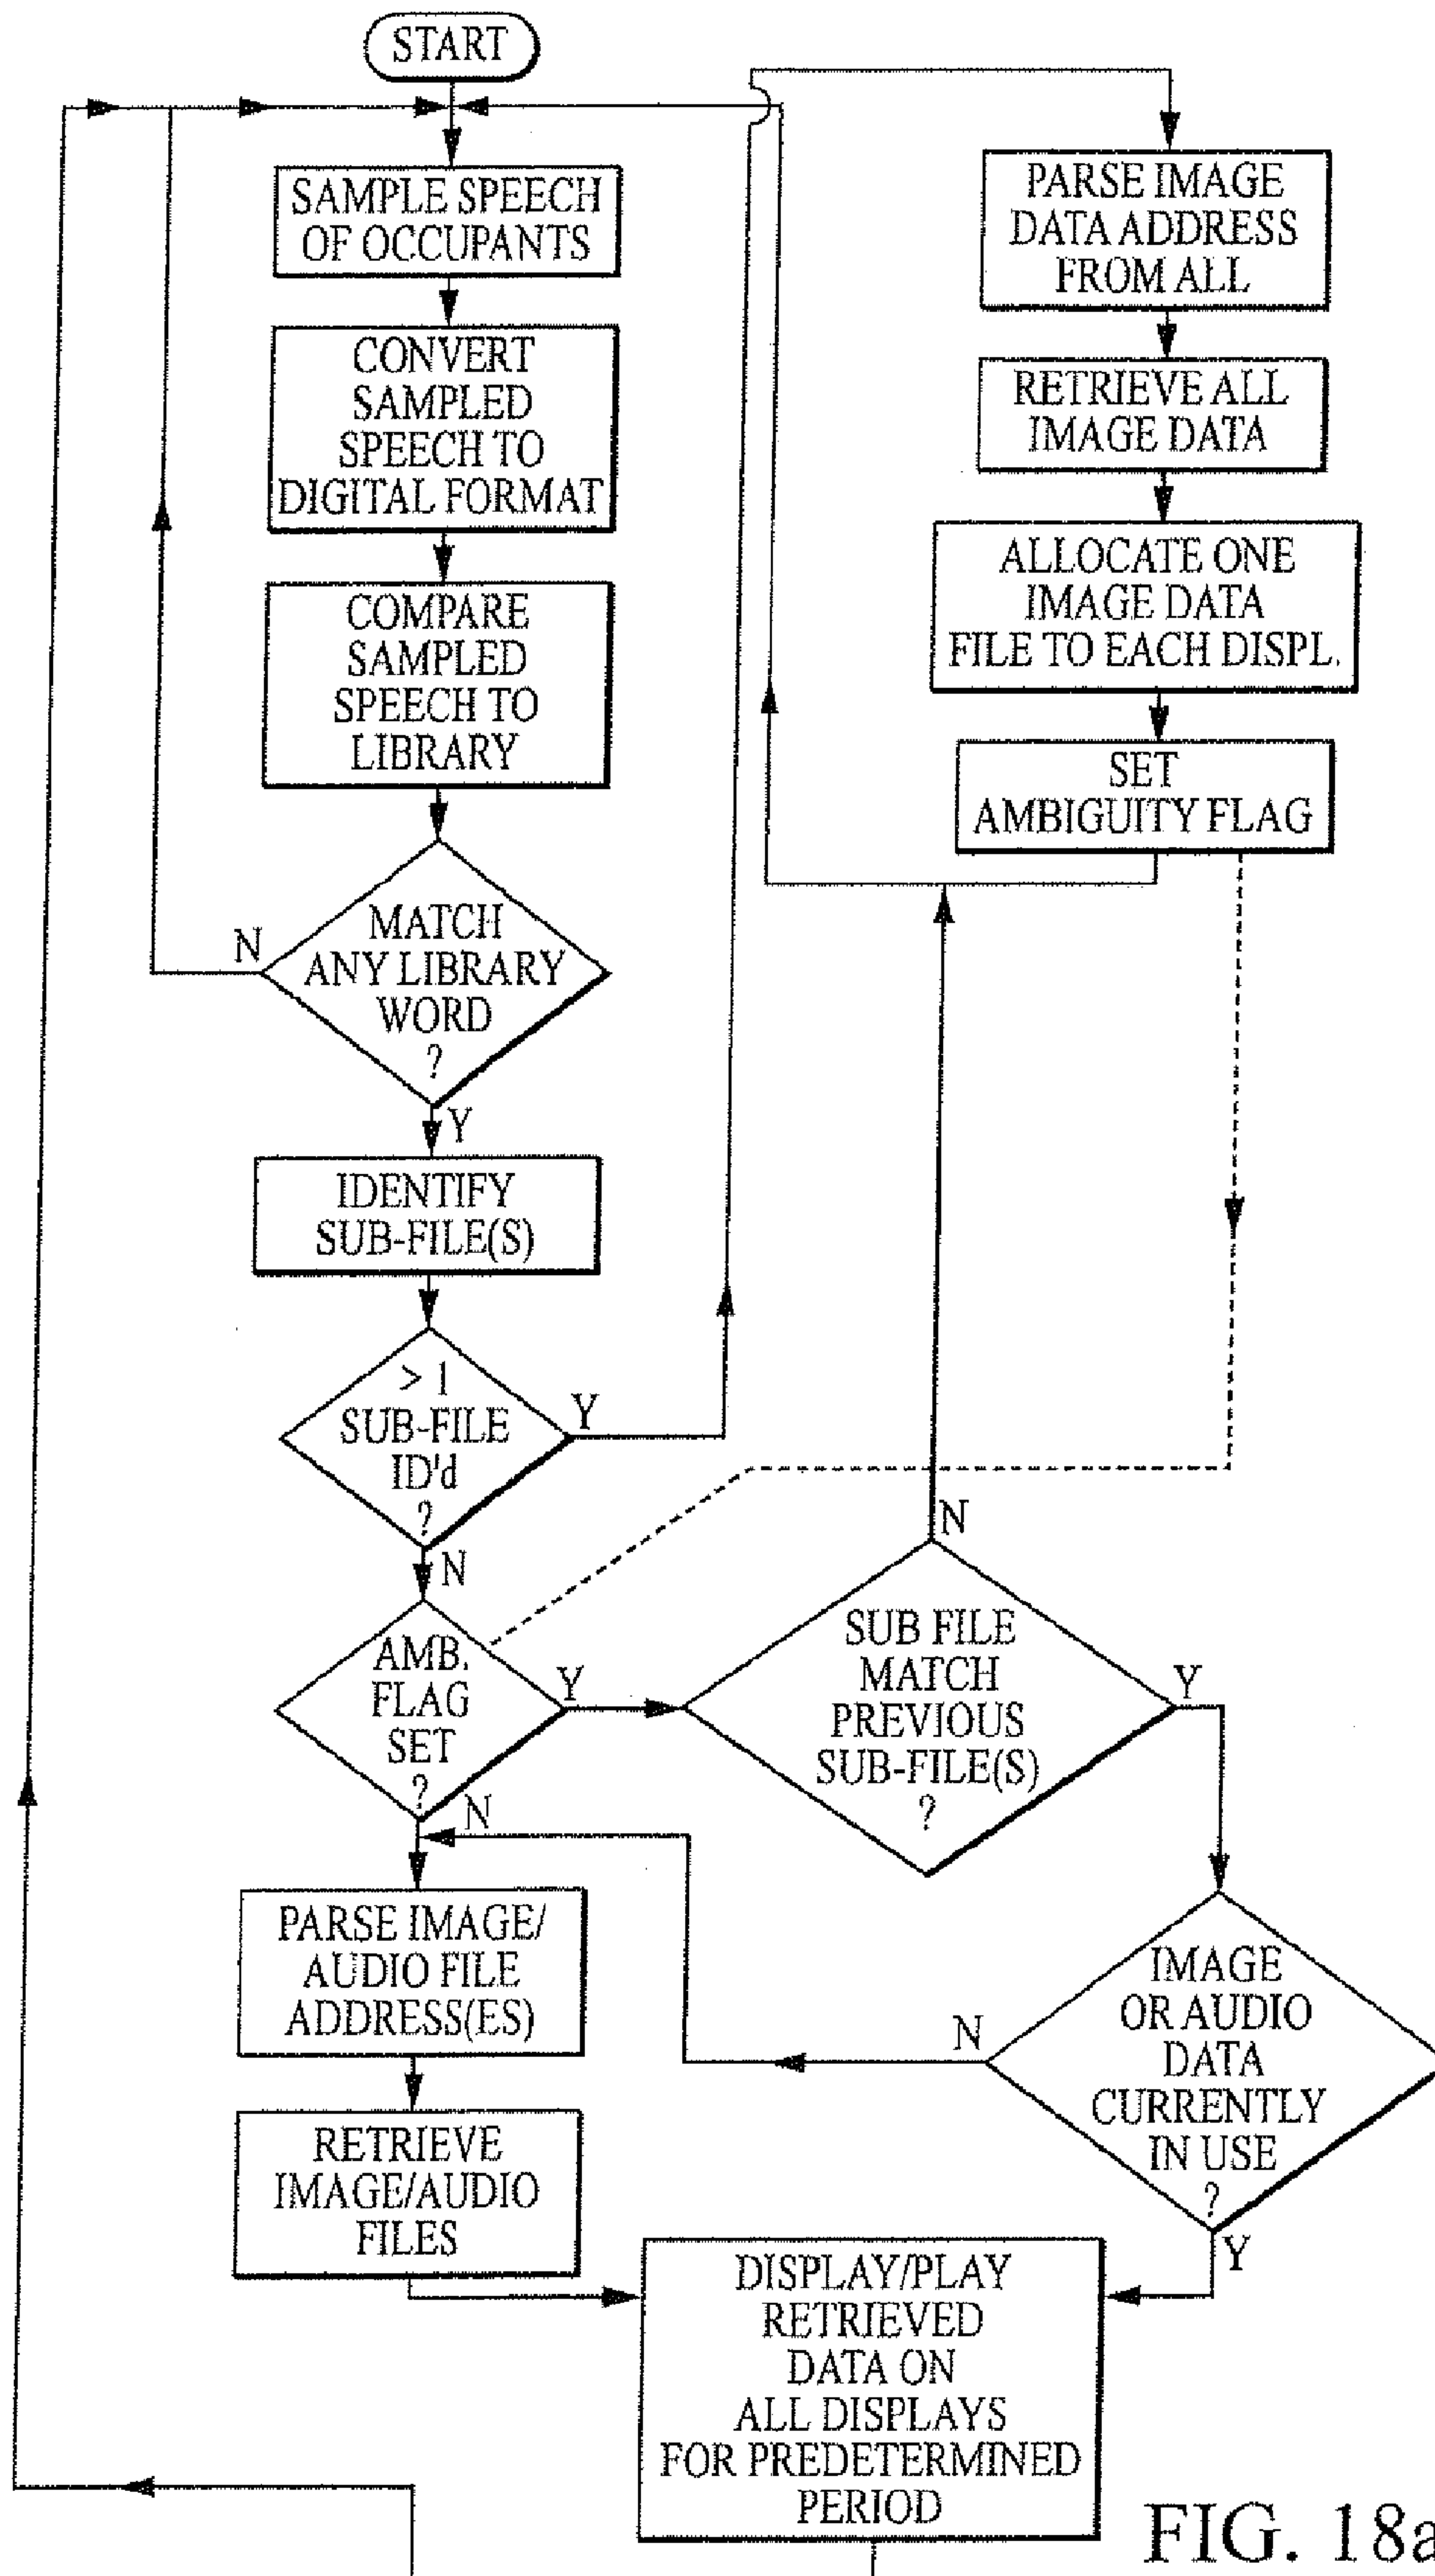 START
SAMPLE SPEECH
OF OCCUPANTS
CONVERT
SAMPLED
SPEECH TO
DIGITAL FORMAT
COMPARE
SAMPLED
SPEECH TO
LIBRARY
MATCH
ANY LIBRARY
WORD
?
N
Y
IDENTIFY
SUB-FILE(S)
> 1
SUB-FILE
ID'd
?
Y
N
PARSE IMAGE
DATA ADDRESS
FROM ALL
RETRIEVE ALL
IMAGE DATA
ALLOCATE ONE
IMAGE DATA
FILE TO EACH DISPL.
SET
AMBIGUITY FLAG
AMB.
FLAG
SET
?
Y
N
SUB FILE
MATCH
PREVIOUS
SUB-FILE(S)
?
N
Y
IMAGE
OR AUDIO
DATA
CURRENTLY
IN USE
?
N
Y
PARSE IMAGE/
AUDIO FILE
ADDRESS(ES)
RETRIEVE
IMAGE/AUDIO
FILES
DISPLAY/PLAY
RETRIEVED
DATA ON
ALL DISPLAYS
FOR PREDETERMINED
PERIOD
FIG. 18a